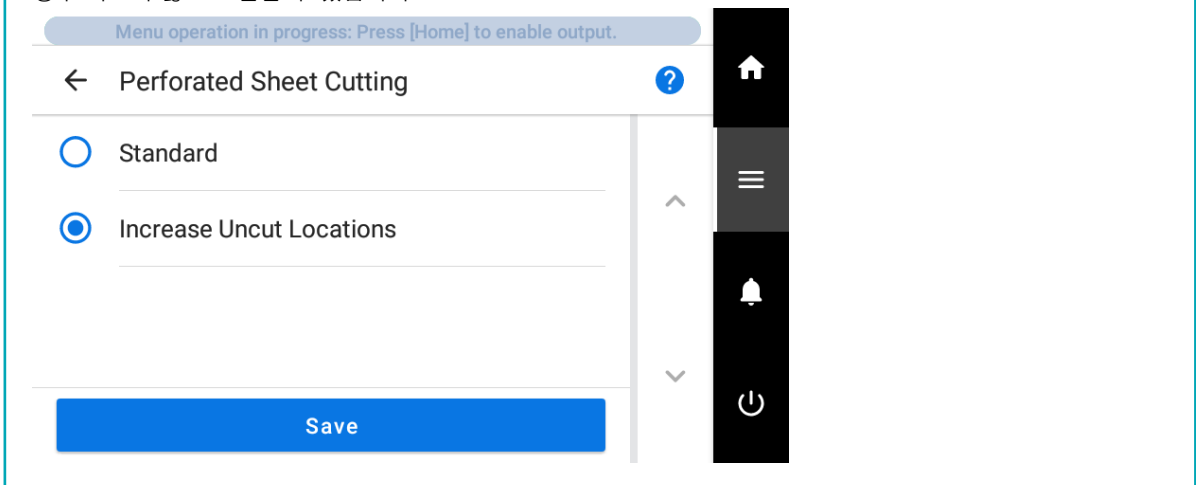 Menu operation in progress: Press [Home] to enable output.
Perforated Sheet Cutting
?
Standard
Increase Uncut Locations
Save